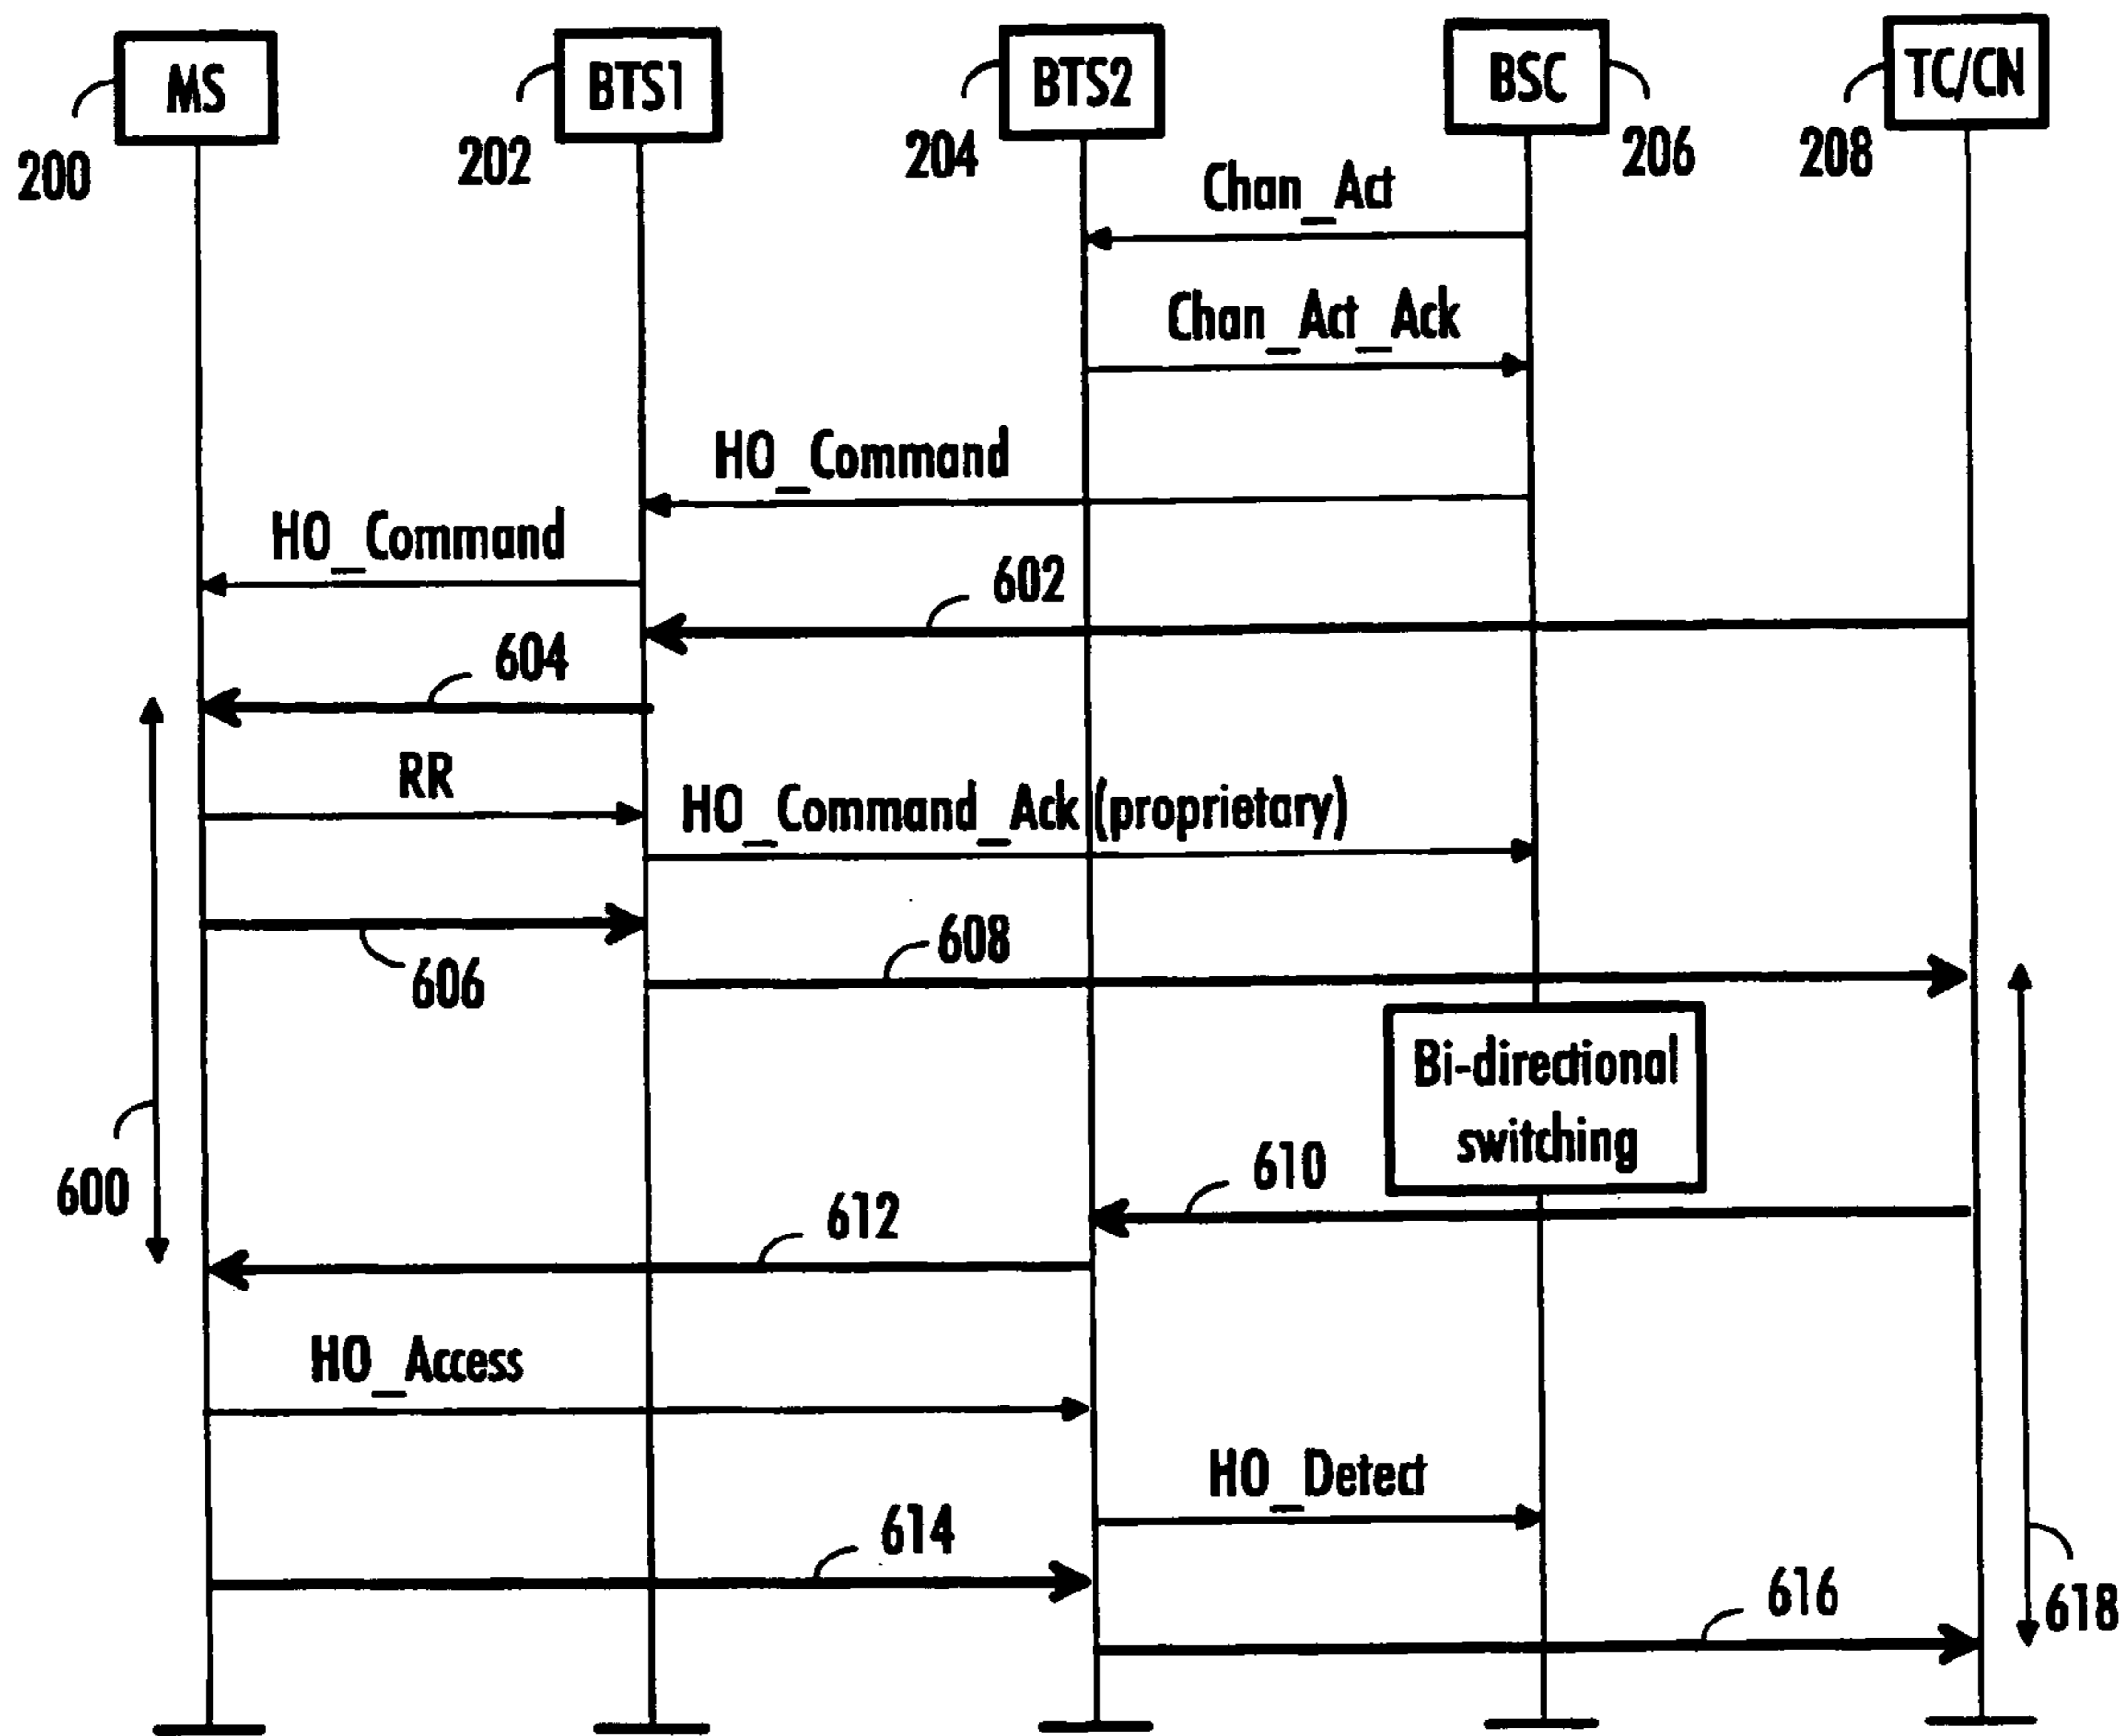 MS
BTS1
BTS2
BSC
TC/CN
200
202
204
206
208
Chan_Act
Chan_Act_Ack
HO_Command
HO_Command
602
604
RR
HO_Command_Ack (proprietary)
606
608
Bi-directional
switching
600
610
612
HO_Access
HO_Detect
614
616
618